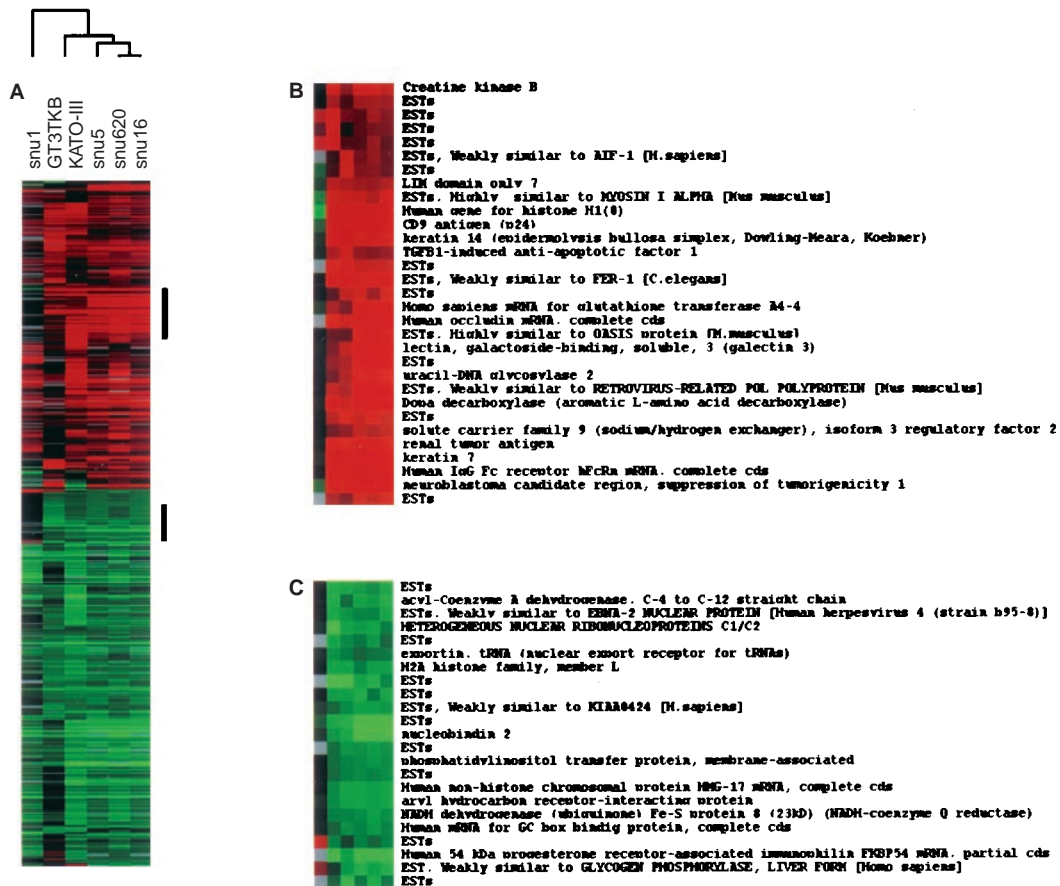 A
snu1
GT3TKB
KATO-III
snu5
snu620
snu16
B
Creatine kinase B
ESTs
ESTs
ESTs
ESTs
ESTs, Weakly similar to AIF-1 [H.sapiens]
ESTs
LIM domain only 7
ESTs. Highly similar to MYOSIN I ALPHA [Mus musculus]
Human gene for histone H1(0)
CD9 antigen (p24)
keratin 14 (epidermolysis bullosa simplex, Dowling-Meara, Koebner)
TGFB1-induced anti-apoptotic factor 1
ESTs
ESTs, Weakly similar to FER-1 [C.elegans]
ESTs
Homo sapiens mRNA for glutathione transferase A4-4
Human occludin mRNA. complete cds
ESTs. Highly similar to OASIS protein [M.musculus]
lectin, galactoside-binding, soluble, 3 (galectin 3)
ESTs
uracil-DNA glycosylase 2
ESTs. Weakly similar to RETROVIRUS-RELATED POL POLYPROTEIN [Mus musculus]
Dopa decarboxylase (aromatic L-amino acid decarboxylase)
ESTs
solute carrier family 9 (sodium/hydrogen exchanger), isoform 3 regulatory factor 2
renal tumor antigen
keratin 7
Human IgG Fc receptor hFcRn mRNA. complete cds
neuroblastoma candidate region, suppression of tumorigenicity 1
ESTs
C
ESTs
acyl-Coenzyme A dehydrogenase. C-4 to C-12 straight chain
ESTs. Weakly similar to EBNA-2 NUCLEAR PROTEIN [Human herpesvirus 4 (strain b95-8)]
HETEROGENEOUS NUCLEAR RIBONUCLEOPROTEINS C1/C2
ESTs
exportin. tRNA (nuclear export receptor for tRNAs)
H2A histone family, member L
ESTs
ESTs
ESTs, Weakly similar to KIAA0424 [H.sapiens]
ESTs
nucleobindin 2
ESTs
phosphatidylinositol transfer protein, membrane-associated
ESTs
Human non-histone chromosomal protein HMG-17 mRNA, complete cds
aryl hydrocarbon receptor-interacting protein
NADH dehydrogenase (ubiquinone) Fe-S protein 8 (23kD) (NADH-coenzyme Q reductase)
Human mRNA for GC box bindig protein, complete cds
ESTs
Human 54 kDa progesterone receptor-associated immunophilin FKBP54 mRNA. partial cds
EST. Weakly similar to GLYCOGEN PHOSPHORYLASE, LIVER FORM [Homo sapiens]
ESTs